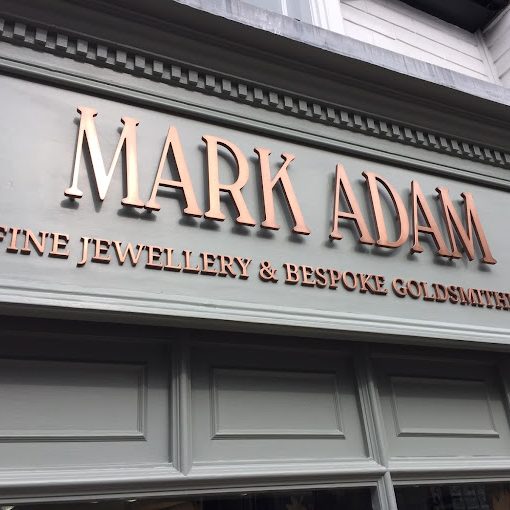 MARK ADAM
FINE JEWELLERY & BESPOKE GOLDSMITH